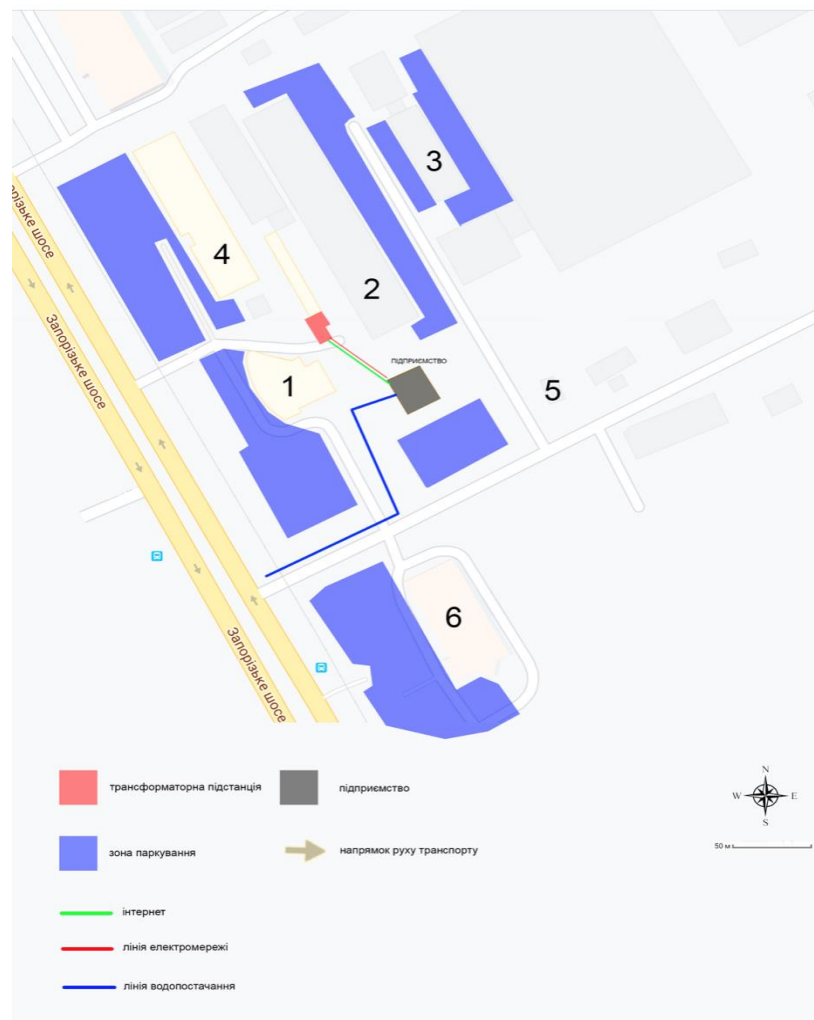 Запорізьке шосе
3
4
2
Запорізьке шосе
ПІДПРИЄМСТВО
1
5
6
Запорізьке шосе
трансформаторна підстанція
підприємство
зона паркування
напрямок руху транспорту
N
W E
S
50 м
інтернет
лінія електромережі
лінія водопостачання